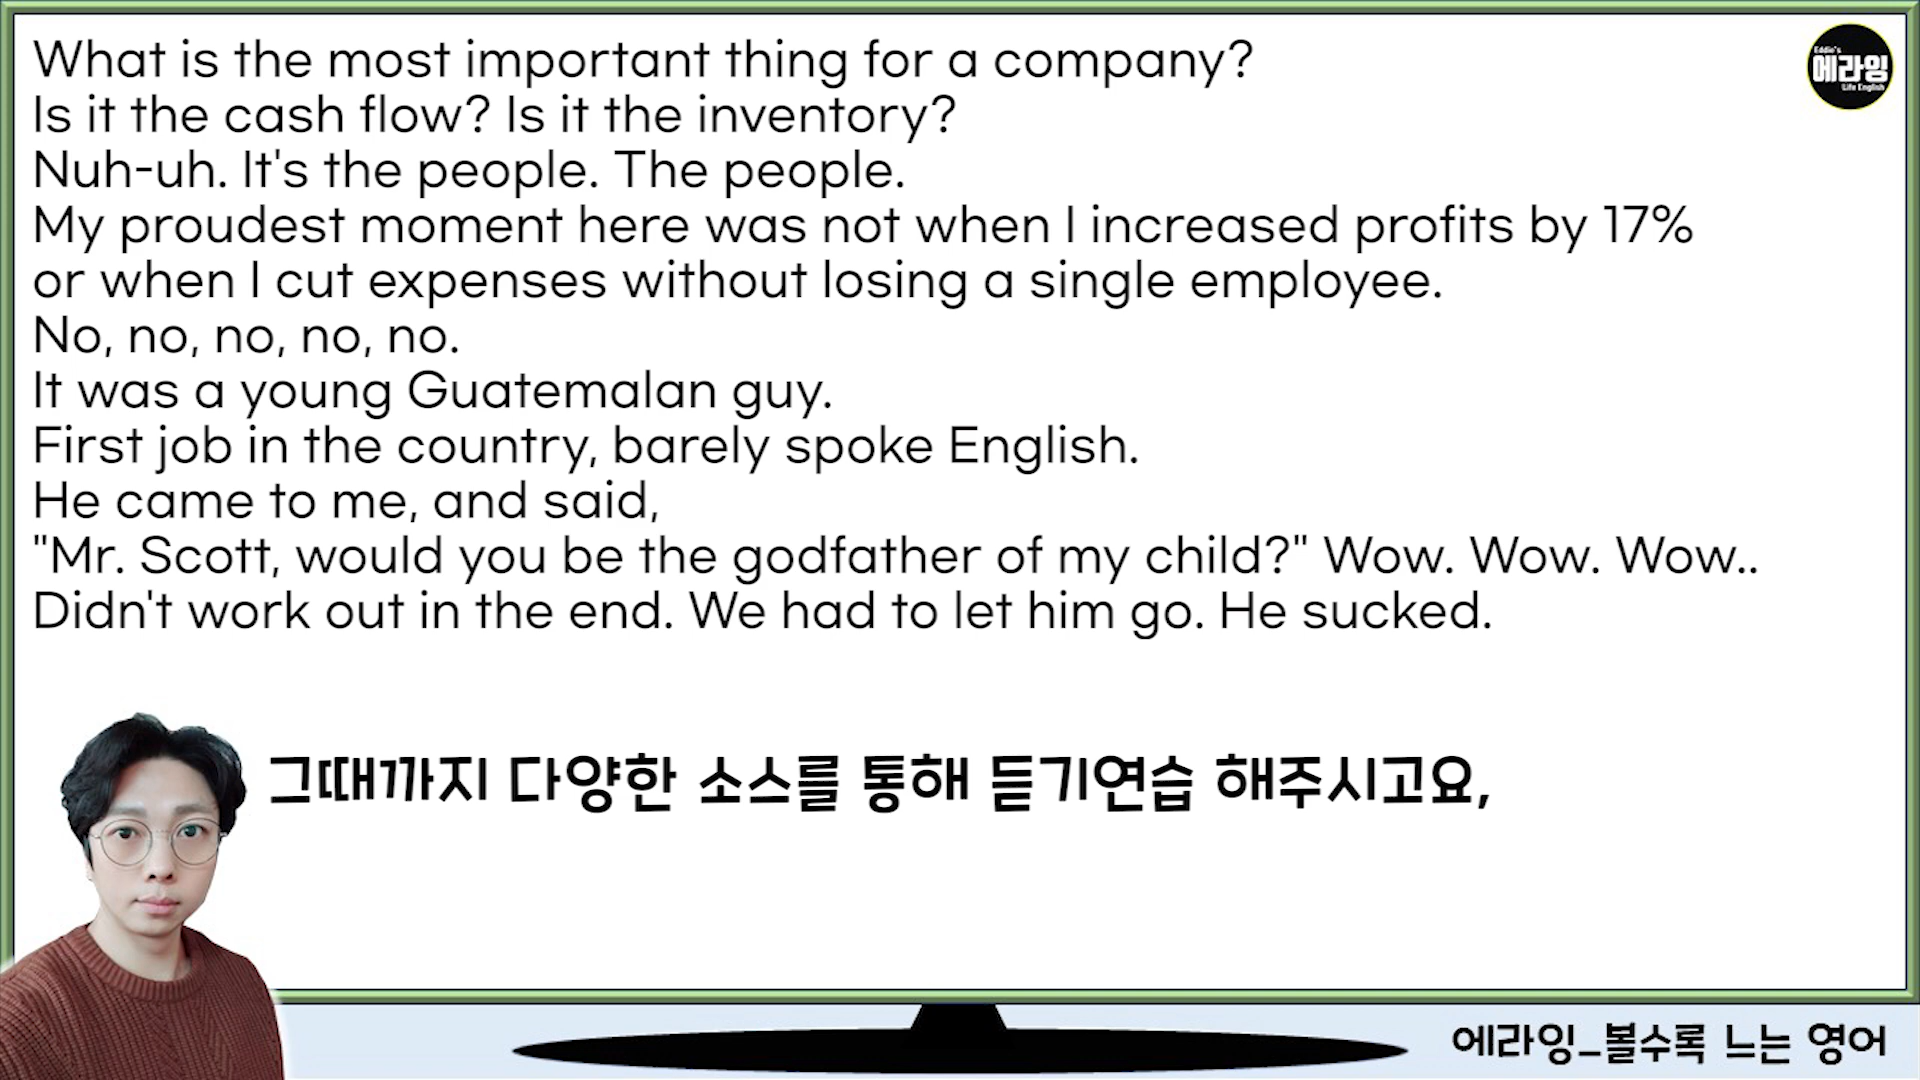 What is the most important thing for a company?
Is it the cash flow? Is it the inventory?
Nuh-uh. It's the people. The people.
My proudest moment here was not when I increased profits by 17%
or when I cut expenses without losing a single employee.
No, no, no, no, no.
It was a young Guatemalan guy.
First job in the country, barely spoke English.
He came to me, and said,
"Mr. Scott, would you be the godfather of my child?" Wow. Wow. Wow..
Didn't work out in the end. We had to let him go. He sucked.
Eddie's
에라잉
Life English
그때까지 다양한 소스를 통해 듣기연습 해주시고요,
에라잉_볼수록 느는 영어